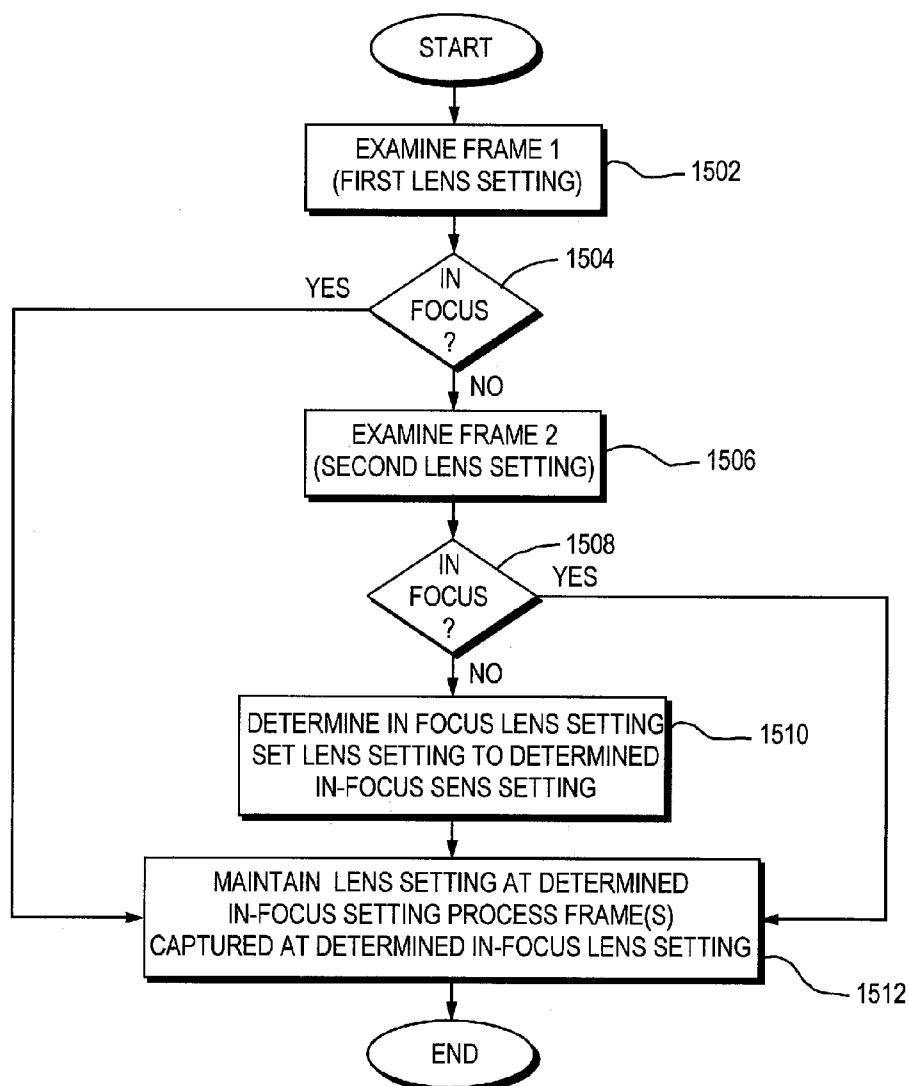 START
EXAMINE FRAME 1
(FIRST LENS SETTING)
1502
1504
YES
IN
FOCUS
?
NO
EXAMINE FRAME 2
(SECOND LENS SETTING)
1506
1508
IN
FOCUS
?
YES
NO
DETERMINE IN FOCUS LENS SETTING
SET LENS SETTING TO DETERMINED
IN-FOCUS SENS SETTING
1510
MAINTAIN LENS SETTING AT DETERMINED
IN-FOCUS SETTING PROCESS FRAME(S)
CAPTURED AT DETERMINED IN-FOCUS LENS SETTING
1512
END